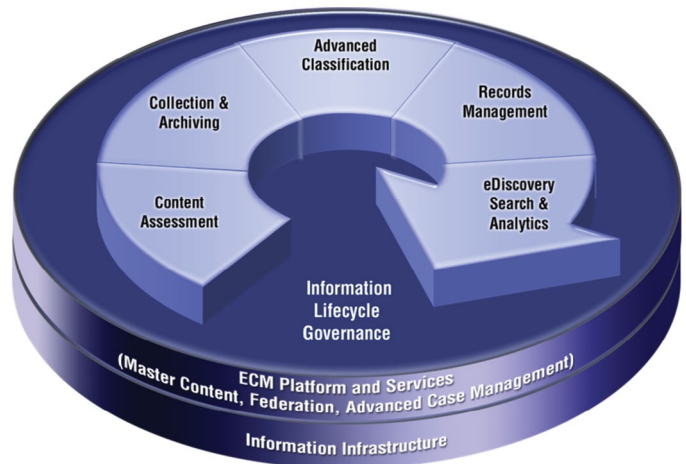 Advanced
Classification
Collection &
Archiving
Records
Management
Content
Assessment
eDiscovery
Search &
Analytics
Information
Lifecycle
Governance
ECM Platform and Services
(Master Content, Federation, Advanced Case Management)
Information Infrastructure